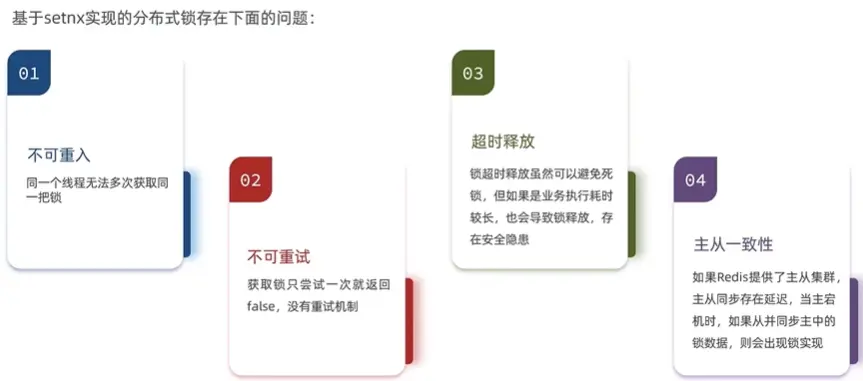 基于setnx实现的分布式锁存在下面的问题：
01
不可重入
同一个线程无法多次获取同
一把锁
02
不可重试
获取锁只尝试一次就返回
false，没有重试机制
03
超时释放
锁超时释放虽然可以避免死
锁，但如果是业务执行耗时
较长，也会导致锁释放，存
在安全隐患
04
主从一致性
如果Redis提供了主从集群，
主从同步存在延迟，当主宕
机时，如果从并同步主中的
锁数据，则会出现锁实现